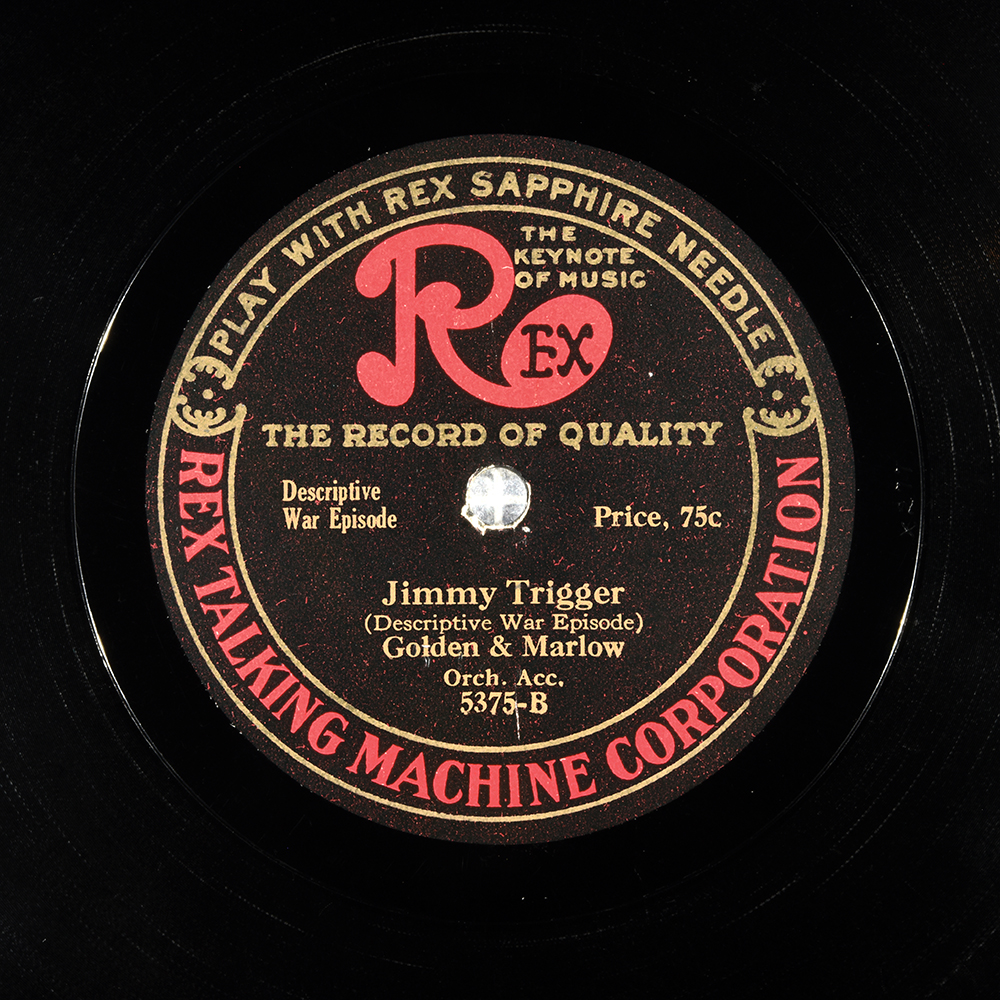 PLAY WITH REX SAPPHIRE NEEDLE
THE
KEYNOTE
OF MUSIC
REX
THE RECORD OF QUALITY
Descriptive
War Episode
Price, 75c
Jimmy Trigger
(Descriptive War Episode)
Golden & Marlow
Orch. Acc.
5375-B
REX TALKING MACHINE CORPORATION